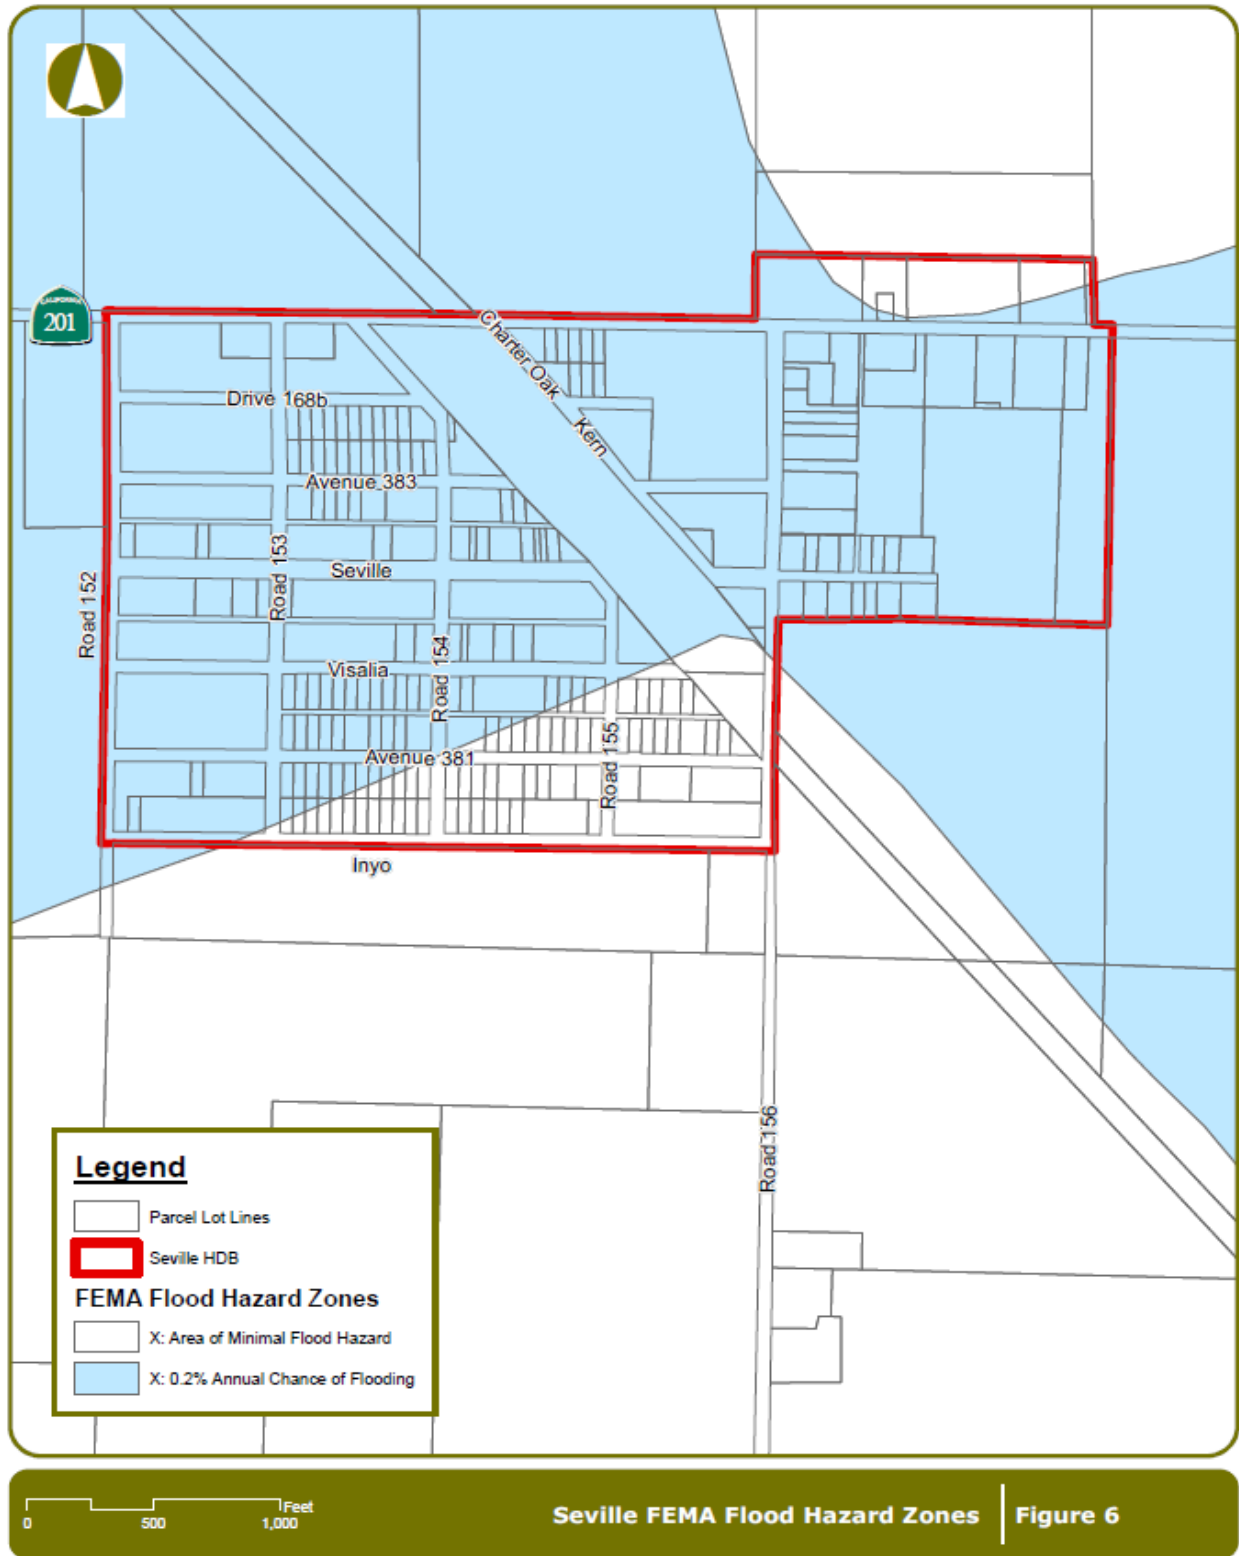 CALIFORNIA
201
Charter Oak
Kern
Drive 168b
Avenue 383
Road 153
Seville
Road 152
Road 154
Visalia
Road 155
Avenue 381
Inyo
Road 156
Legend
Parcel Lot Lines
Seville HDB
FEMA Flood Hazard Zones
X: Area of Minimal Flood Hazard
X: 0.2% Annual Chance of Flooding
Feet
0 500 1,000
Seville FEMA Flood Hazard Zones Figure 6